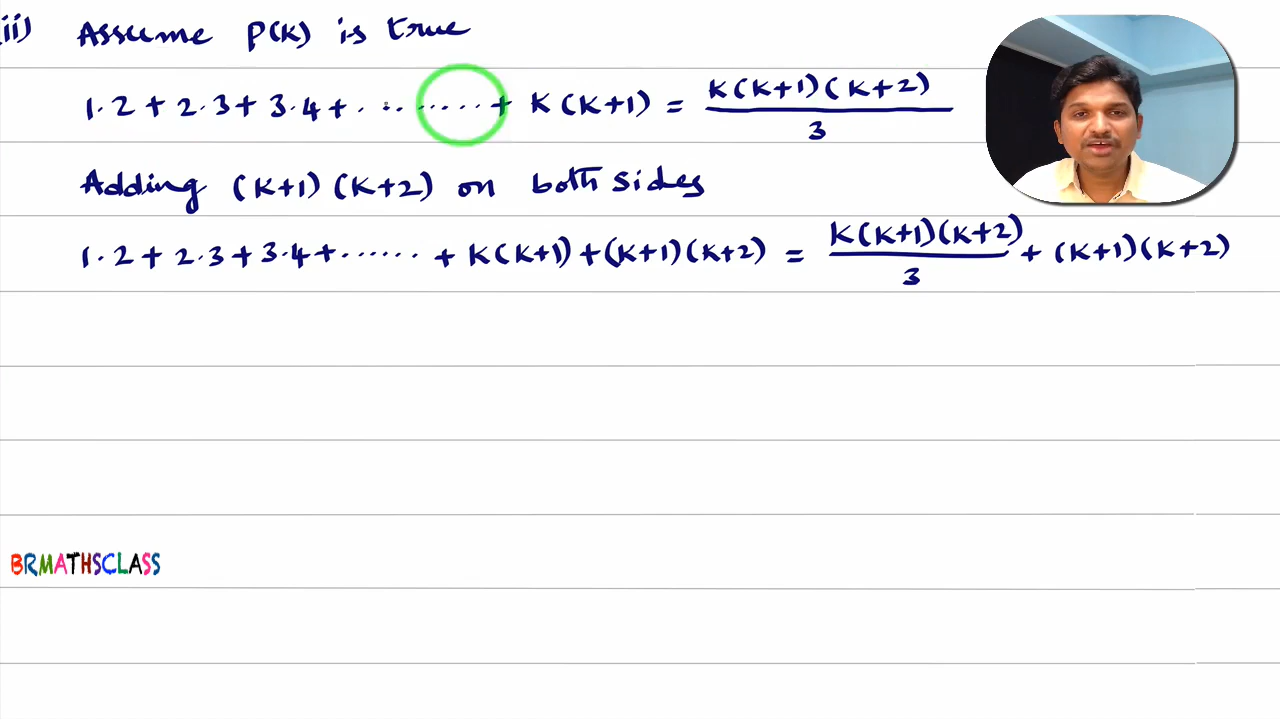 ii) Assume P(K) is true
1.2 + 2.3 + 3.4 + ......... + K(K+1) = K(K+1)(K+2)/3
Adding (K+1)(K+2) on both sides
1.2 + 2.3 + 3.4 + ...... + K(K+1) + (K+1)(K+2) = K(K+1)(K+2)/3 + (K+1)(K+2)
BRMATHSCLASS